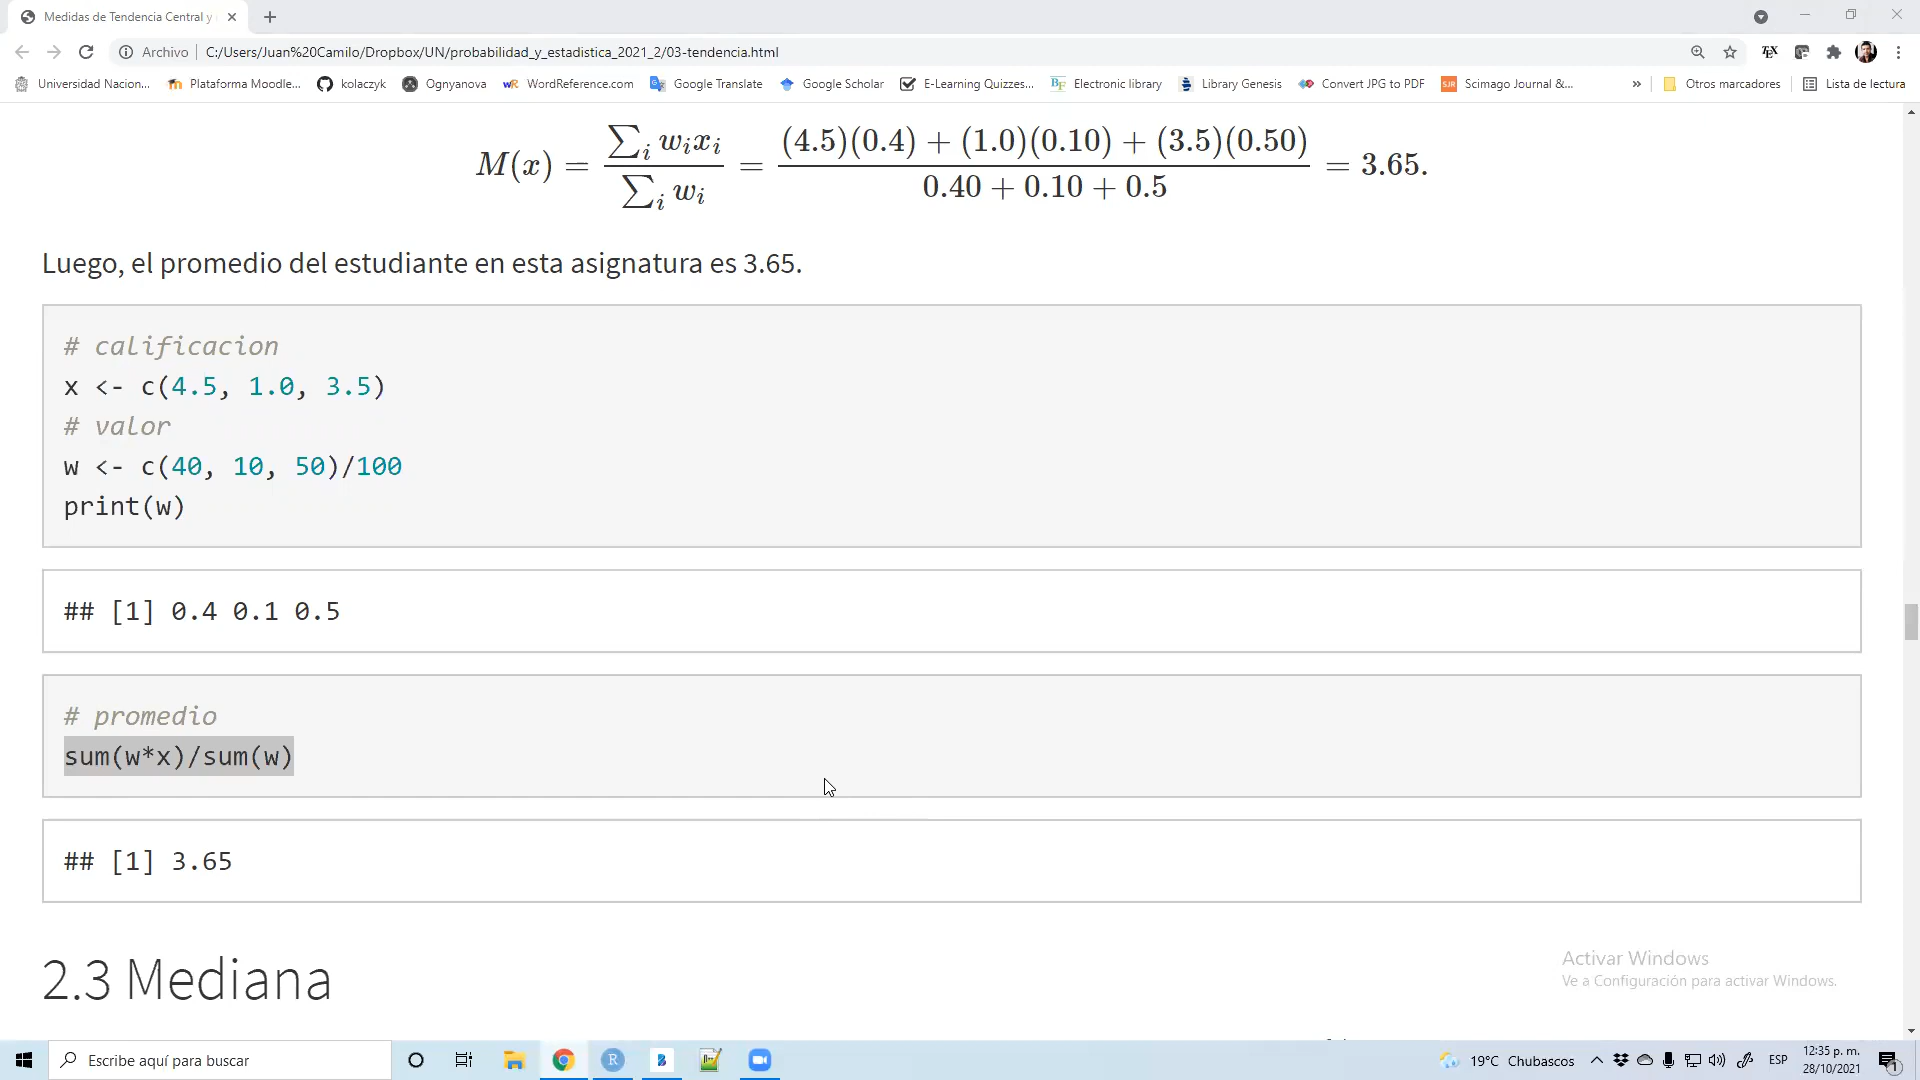 Medidas de Tendencia Central y
Archivo
C:/Users/Juan%20Camilo/Dropbox/UN/probabilidad_y_estadistica_2021_2/03-tendencia.html
Universidad Nacion...
Plataforma Moodle...
kolaczyk
Ognyanova
WR WordReference.com
Google Translate
Google Scholar
E-Learning Quizzes...
Electronic library
Library Genesis
Convert JPG to PDF
SJR Scimago Journal &...
»
Otros marcadores
Lista de lectura
M(x) = ∑ᵢ wᵢxᵢ / ∑ᵢ wᵢ = (4.5)(0.4) + (1.0)(0.10) + (3.5)(0.50) / 0.40 + 0.10 + 0.5 = 3.65.
Luego, el promedio del estudiante en esta asignatura es 3.65.
# calificacion
x <- c(4.5, 1.0, 3.5)
# valor
w <- c(40, 10, 50)/100
print(w)
## [1] 0.4 0.1 0.5
# promedio
sum(w*x)/sum(w)
## [1] 3.65
2.3 Mediana
Activar Windows
Ve a Configuración para activar Windows.
Escribe aquí para buscar
19°C Chubascos
ESP
12:35 p. m.
28/10/2021